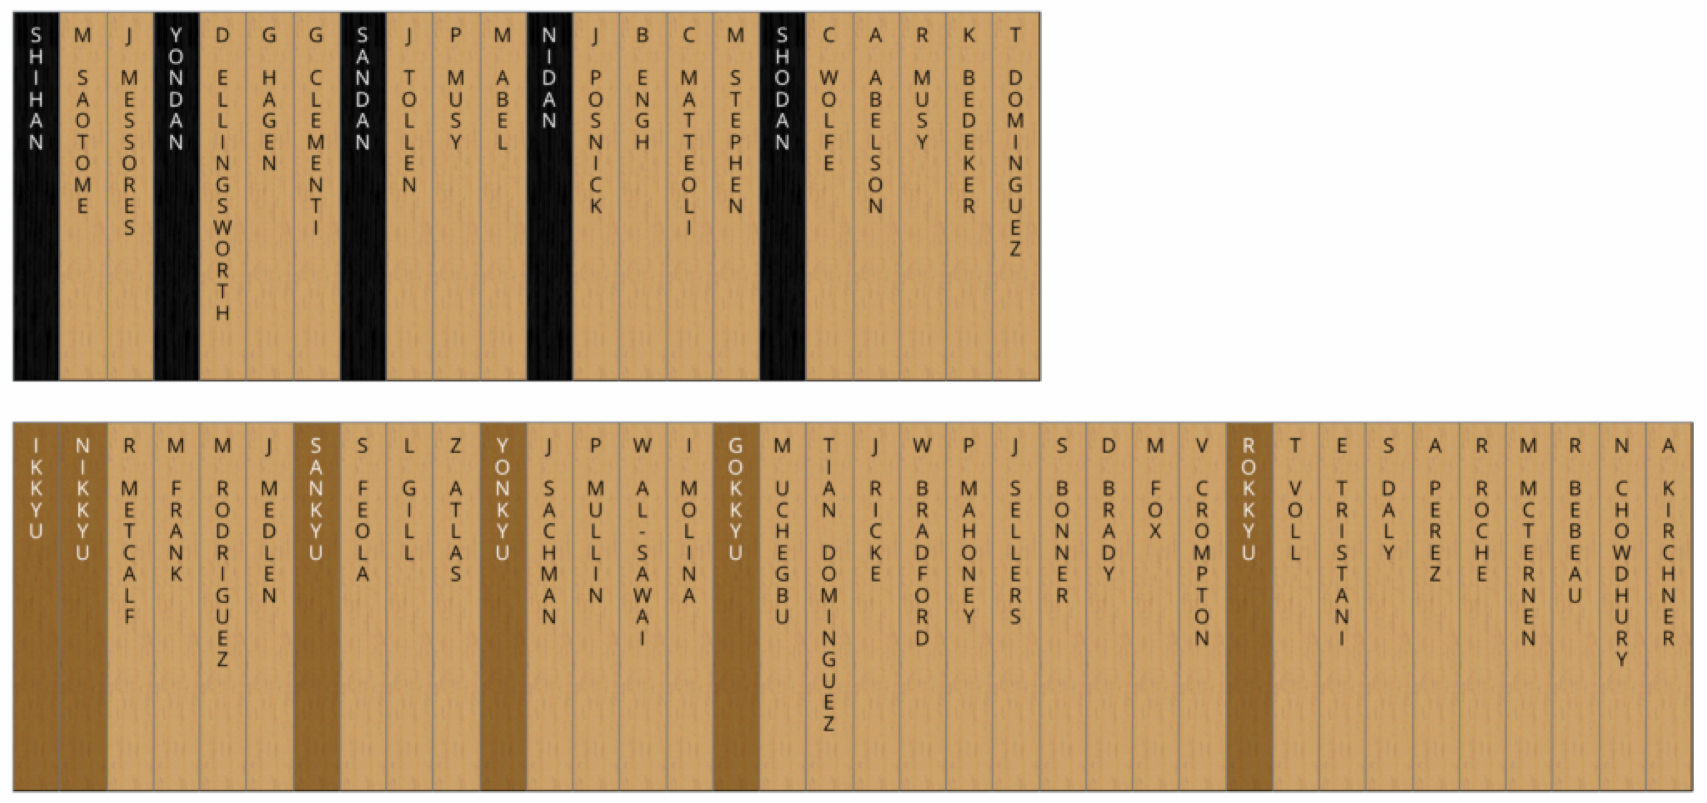 SHIHAN
M SAOTOME
J MESSORES
YONDAN
D ELLINGSWORTH
G HAGEN
G CLEMENTI
SANDAN
J TOLLEN
P MUSY
M ABEL
NIDAN
J POSNICK
B ENGH
C MATTEOLI
M STEPHEN
SHODAN
C WOLFE
A ABELSON
R MUSY
K BEDEKER
T DOMINGUEZ
IKKYU
NIKKYU
R METCALF
M FRANK
M RODRIGUEZ
J MEDLEN
SANKYU
S FEOLA
L GILL
Z ATLAS
YONKYU
J SACHMAN
P MULLIN
W AL-SAWAI
I MOLINA
GOKKYU
M UCHEGBU
TIAN DOMINGUEZ
J RICKE
W BRADFORD
P MAHONEY
J SELLERS
S BONNER
D BRADY
M FOX
V CROMPTON
ROKKYU
T VOLL
E TRISTANI
S DALY
A PEREZ
R ROCHE
M MCTERNEN
R BEBEAU
N CHOWDHURY
A KIRCHNER